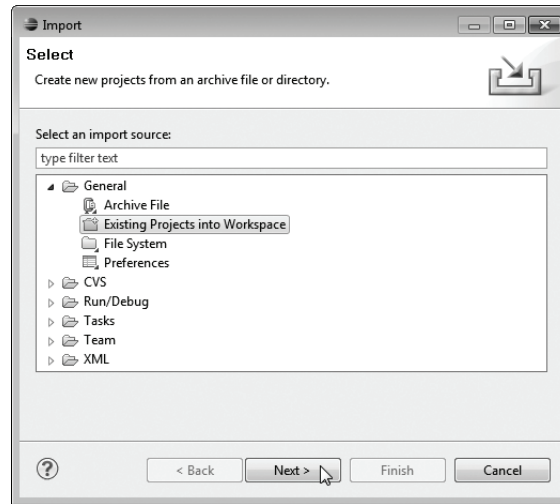 Import
Select
Create new projects from an archive file or directory.
Select an import source:
type filter text
General
Archive File
Existing Projects into Workspace
File System
Preferences
CVS
Run/Debug
Tasks
Team
XML
?
< Back
Next >
Finish
Cancel